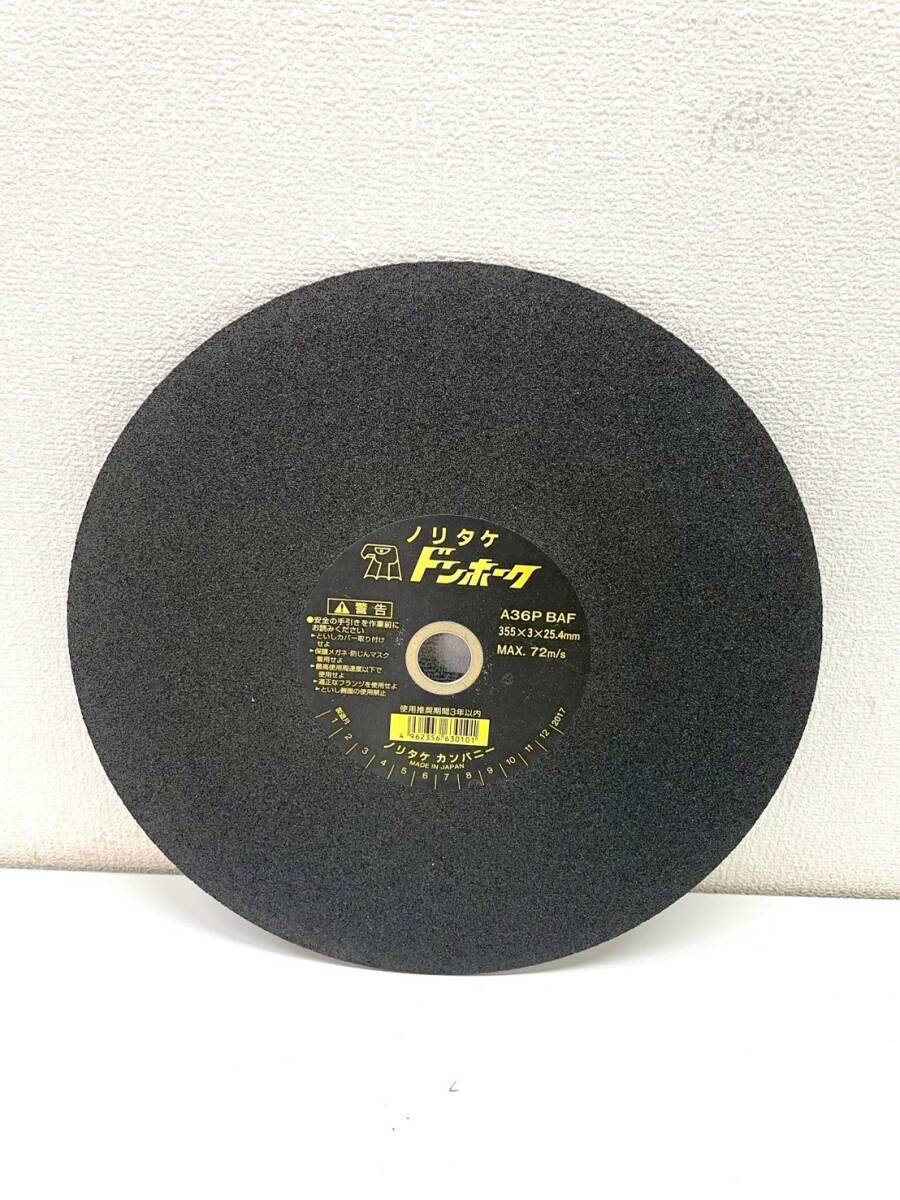 ノリタケ
ドンホーク
警告
●安全の手引きを作業前に
お読みください
➤といしカバー取り付け
せよ
➤保護メガネ・防じんマスク
着用せよ
➤最高使用周速度以下で
使用せよ
➤適正なフランジを使用せよ
➤といし側面の使用禁止
A36P BAF
355×3×25.4mm
MAX. 72m/s
使用推奨期間3年以内
4 962356 630101
ノリタケ カンパニー
MADE IN JAPAN
製造月 1 2 3 4 5 6 7 8 9 10 11 12 2017